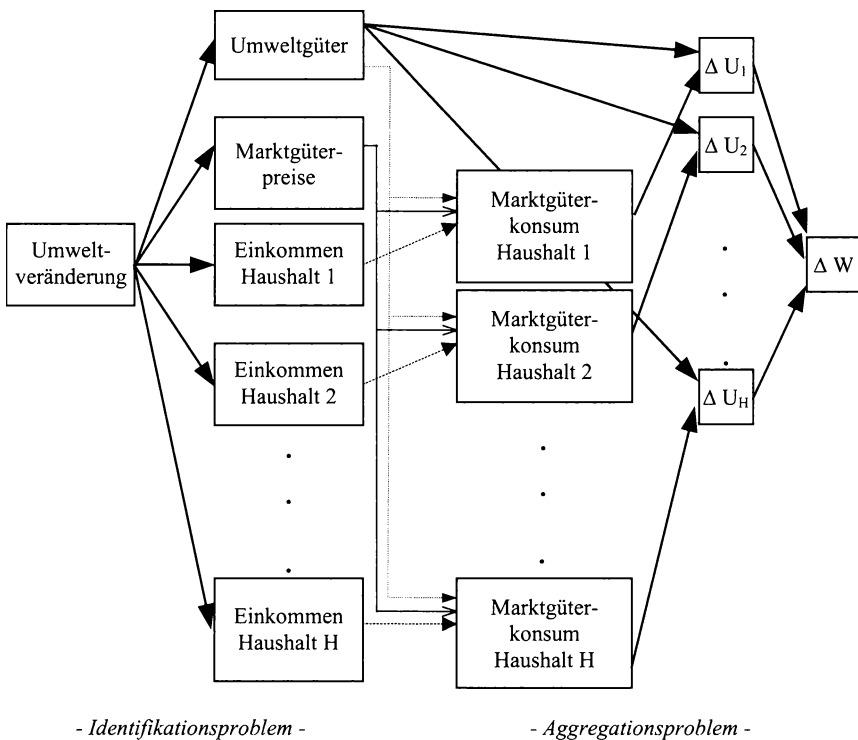 Umweltgüter
Marktgüter-
preise
Umwelt-
veränderung
Einkommen
Haushalt 1
Einkommen
Haushalt 2
Einkommen
Haushalt H
Marktgüter-
konsum
Haushalt 1
Marktgüter-
konsum
Haushalt 2
Marktgüter-
konsum
Haushalt H
Δ U₁
Δ U₂
Δ U_H
Δ W
- Identifikationsproblem -
- Aggregationsproblem -